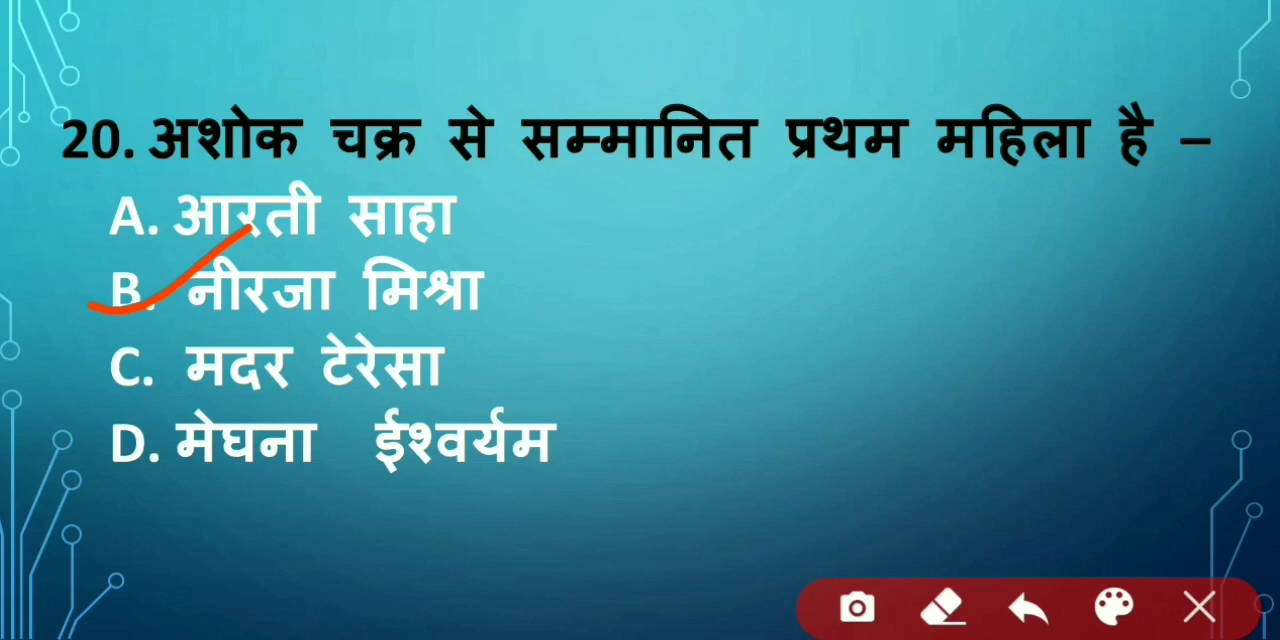 20. अशोक चक्र से सम्मानित प्रथम महिला है –
A. आरती साहा
B. नीरजा मिश्रा
C. मदर टेरेसा
D. मेघना ईश्वर्यम